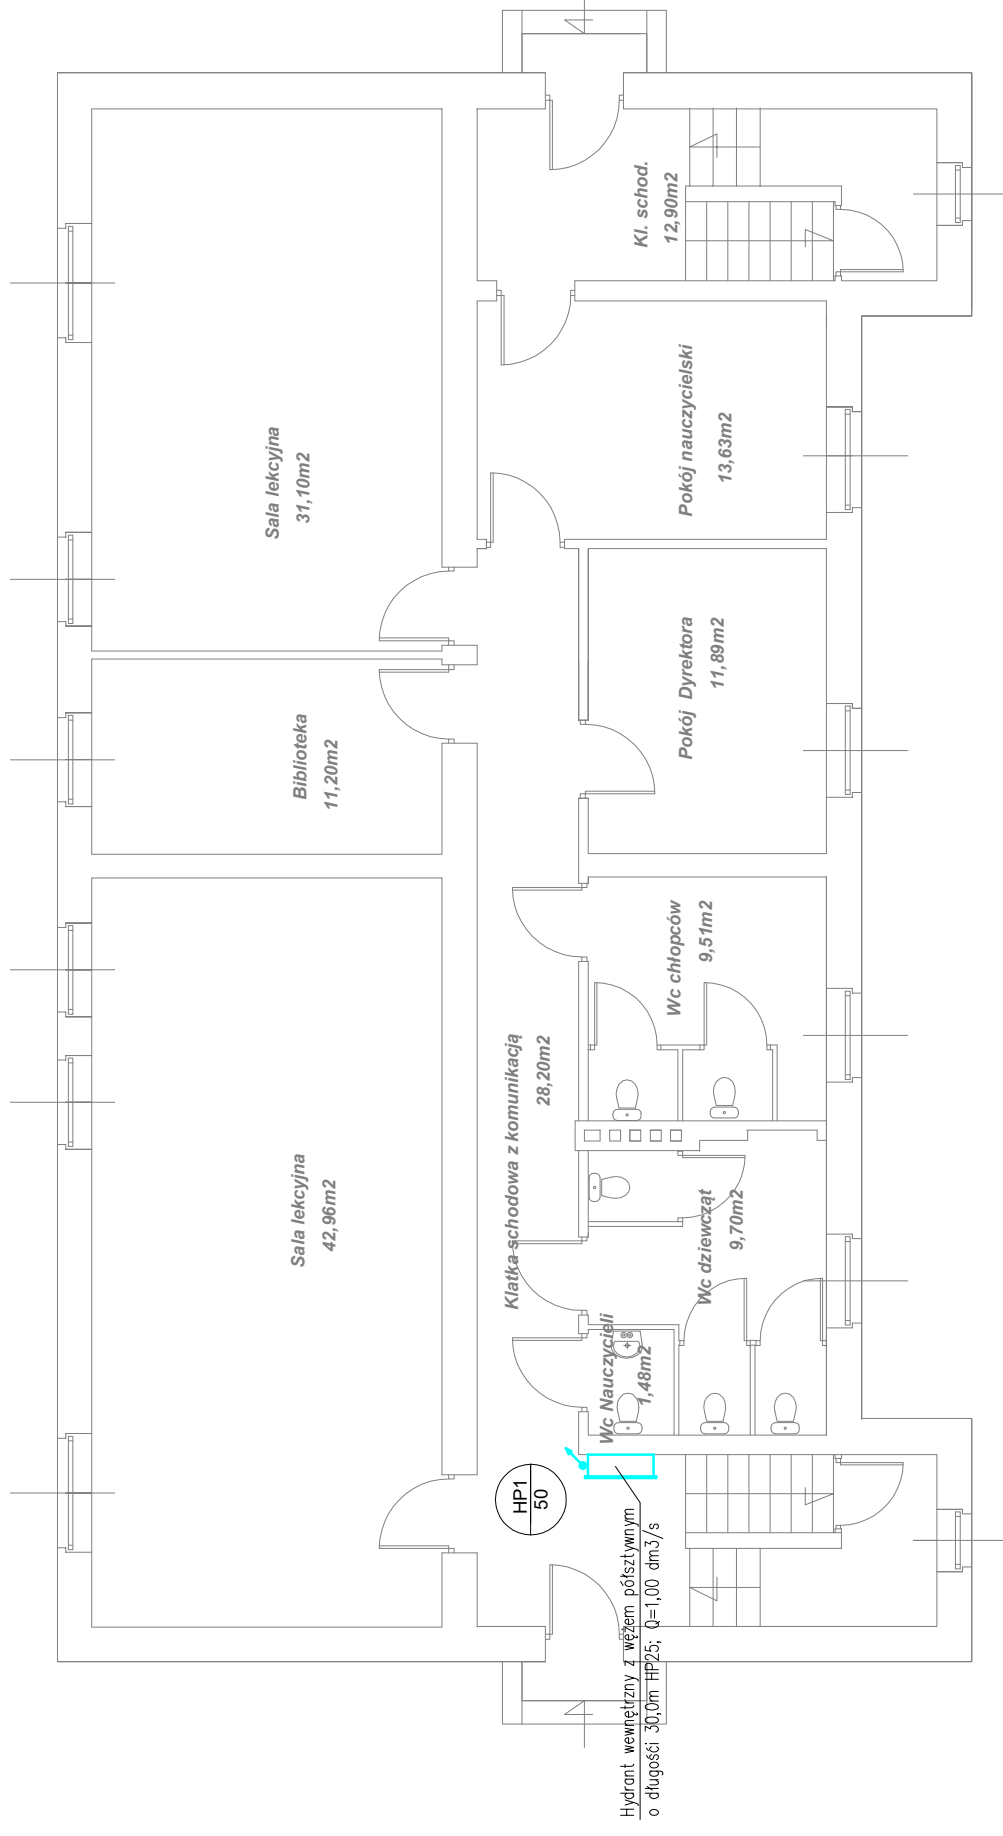 Sala lekcyjna
31,10m2
Biblioteka
11,20m2
Sala lekcyjna
42,96m2
Kl. schod.
12,90m2
Pokój nauczycielski
13,63m2
Pokój Dyrektora
11,89m2
Wc chłopców
9,51m2
Klatka schodowa z komunikacją
28,20m2
Wc dziewcząt
9,70m2
Wc Nauczycieli
1,48m2
HP1
50
Hydrant wewnętrzny z wężem półsztywnym
o długości 30,0m HP25; Q=1,00 dm3/s